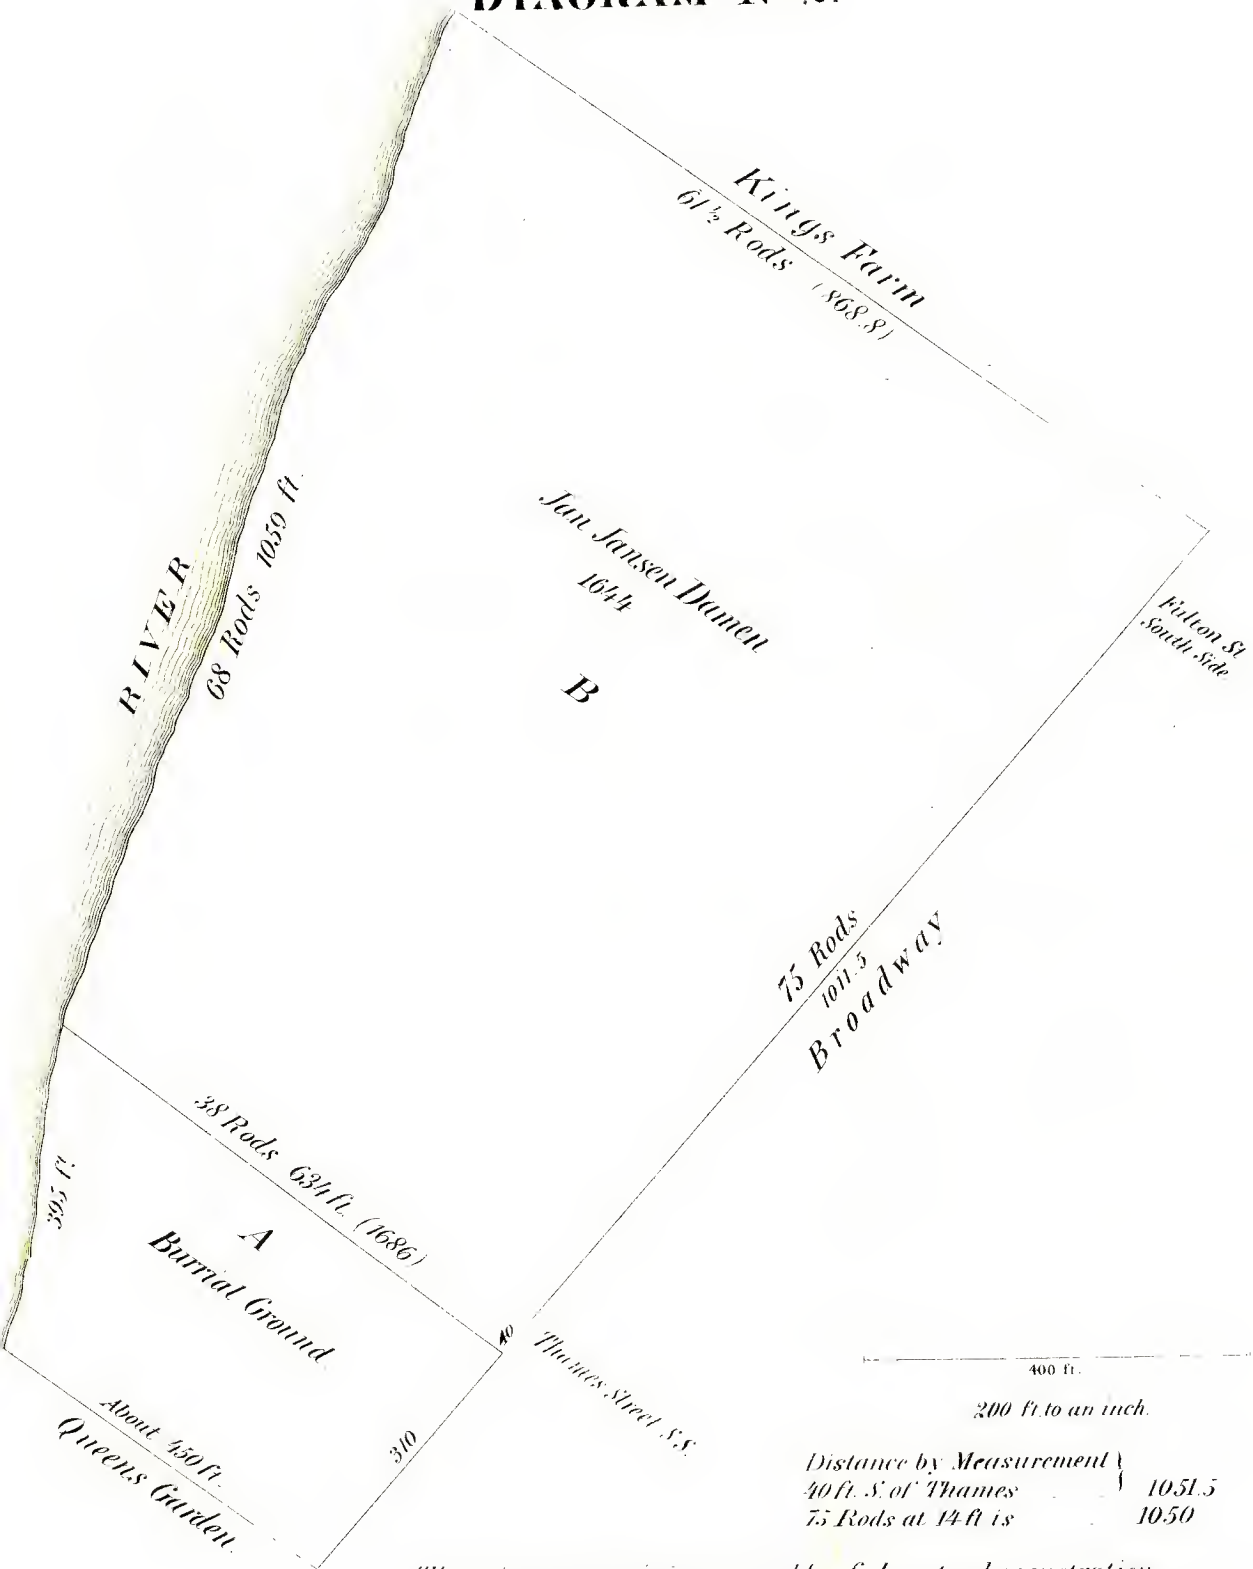 DIAGRAM N
Kings Farm
61½ Rods (868.8)
RIVER
68 Rods 1059 ft.
Jan Jansen Damen
1644
B
Fulton St
South Side
75 Rods
1011.5
Broadway
38 Rods 634 ft. (1686)
395 ft.
A
Burrial Ground
40
Thames Street S.S.
310
About 450 ft.
Queens Garden
400 ft.
200 ft. to an inch.
Distance by Measurement }
40 ft. S. of Thames 1051.5
75 Rods at 14 ft is 1050